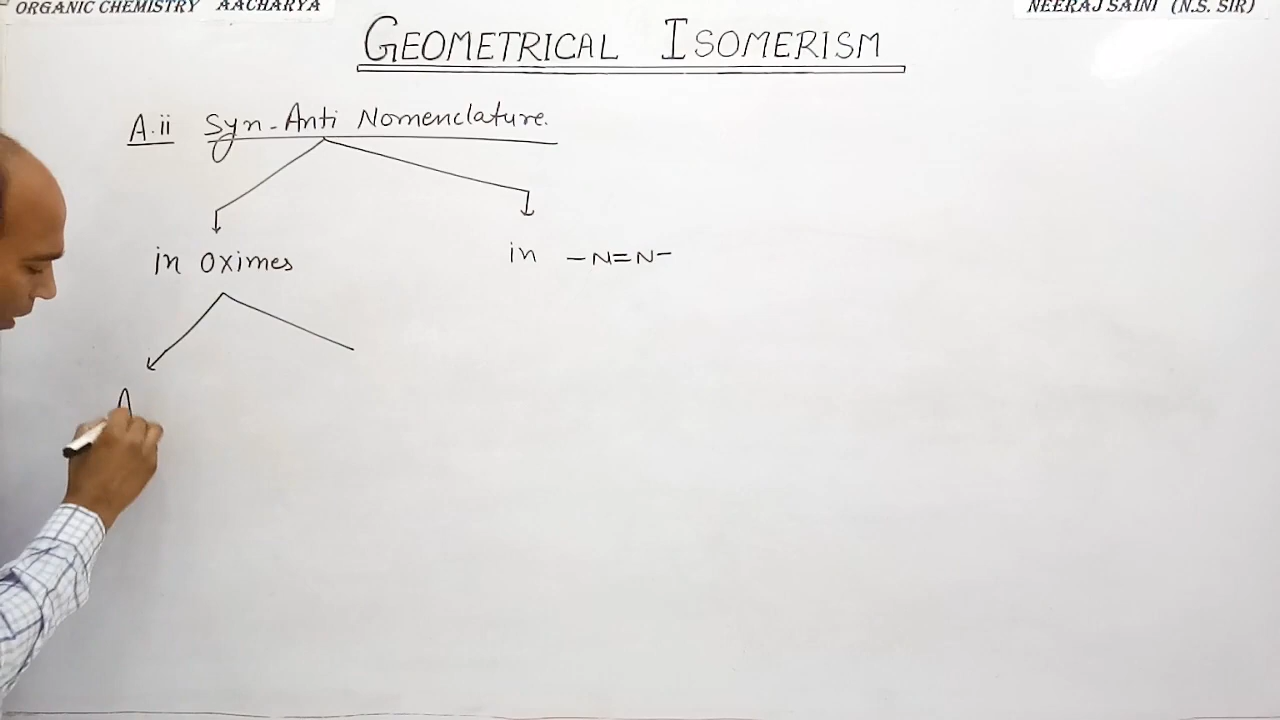 ORGANIC CHEMISTRY AACHARYA
NEERAJ SAINI (N.S. SIR)
GEOMETRICAL ISOMERISM
A.ii Syn-Anti Nomenclature.
in Oximes
in -N=N-
A